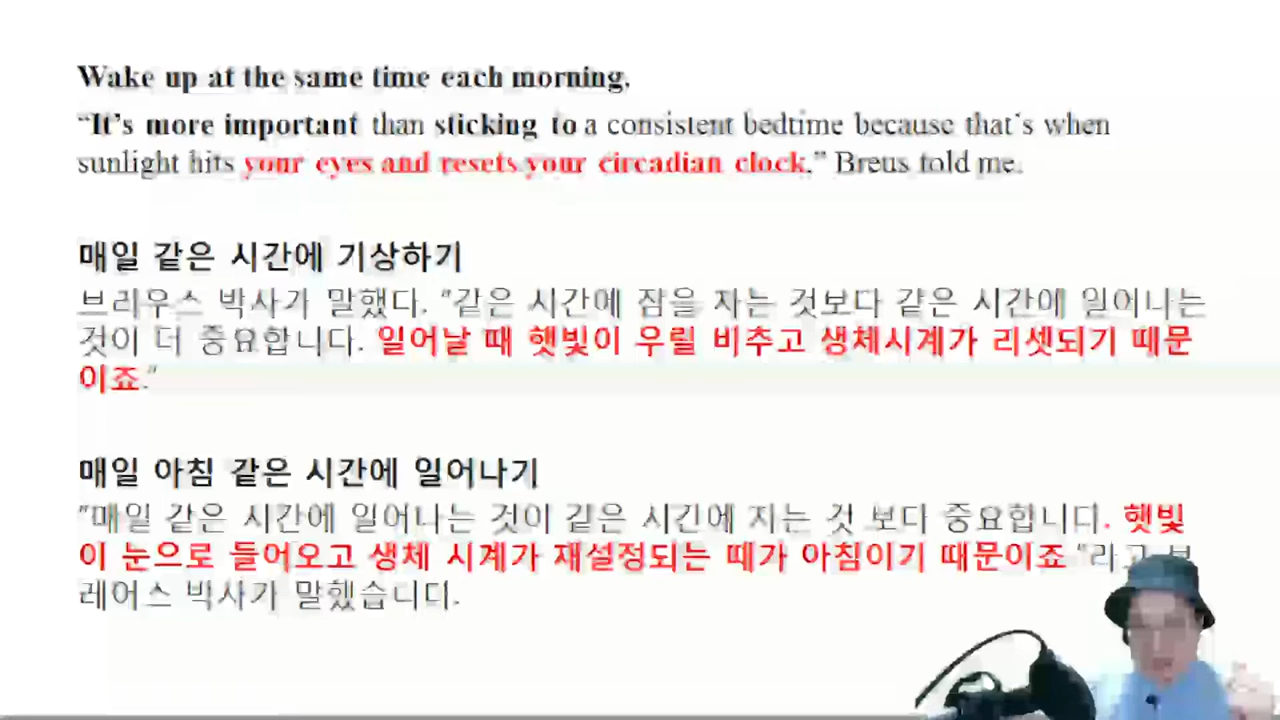 Wake up at the same time each morning.
“It’s more important than sticking to a consistent bedtime because that’s when
sunlight hits your eyes and resets your circadian clock,” Breus told me.
매일 같은 시간에 기상하기
브리우스 박사가 말했다. “같은 시간에 잠을 자는 것보다 같은 시간에 일어나는
것이 더 중요합니다. 일어날 때 햇빛이 우릴 비추고 생체시계가 리셋되기 때문
이죠.”
매일 아침 같은 시간에 일어나기
“매일 같은 시간에 일어나는 것이 같은 시간에 자는 것 보다 중요합니다. 햇빛
이 눈으로 들어오고 생체 시계가 재설정되는 때가 아침이기 때문이죠 “라고
레어스 박사가 말했습니다.